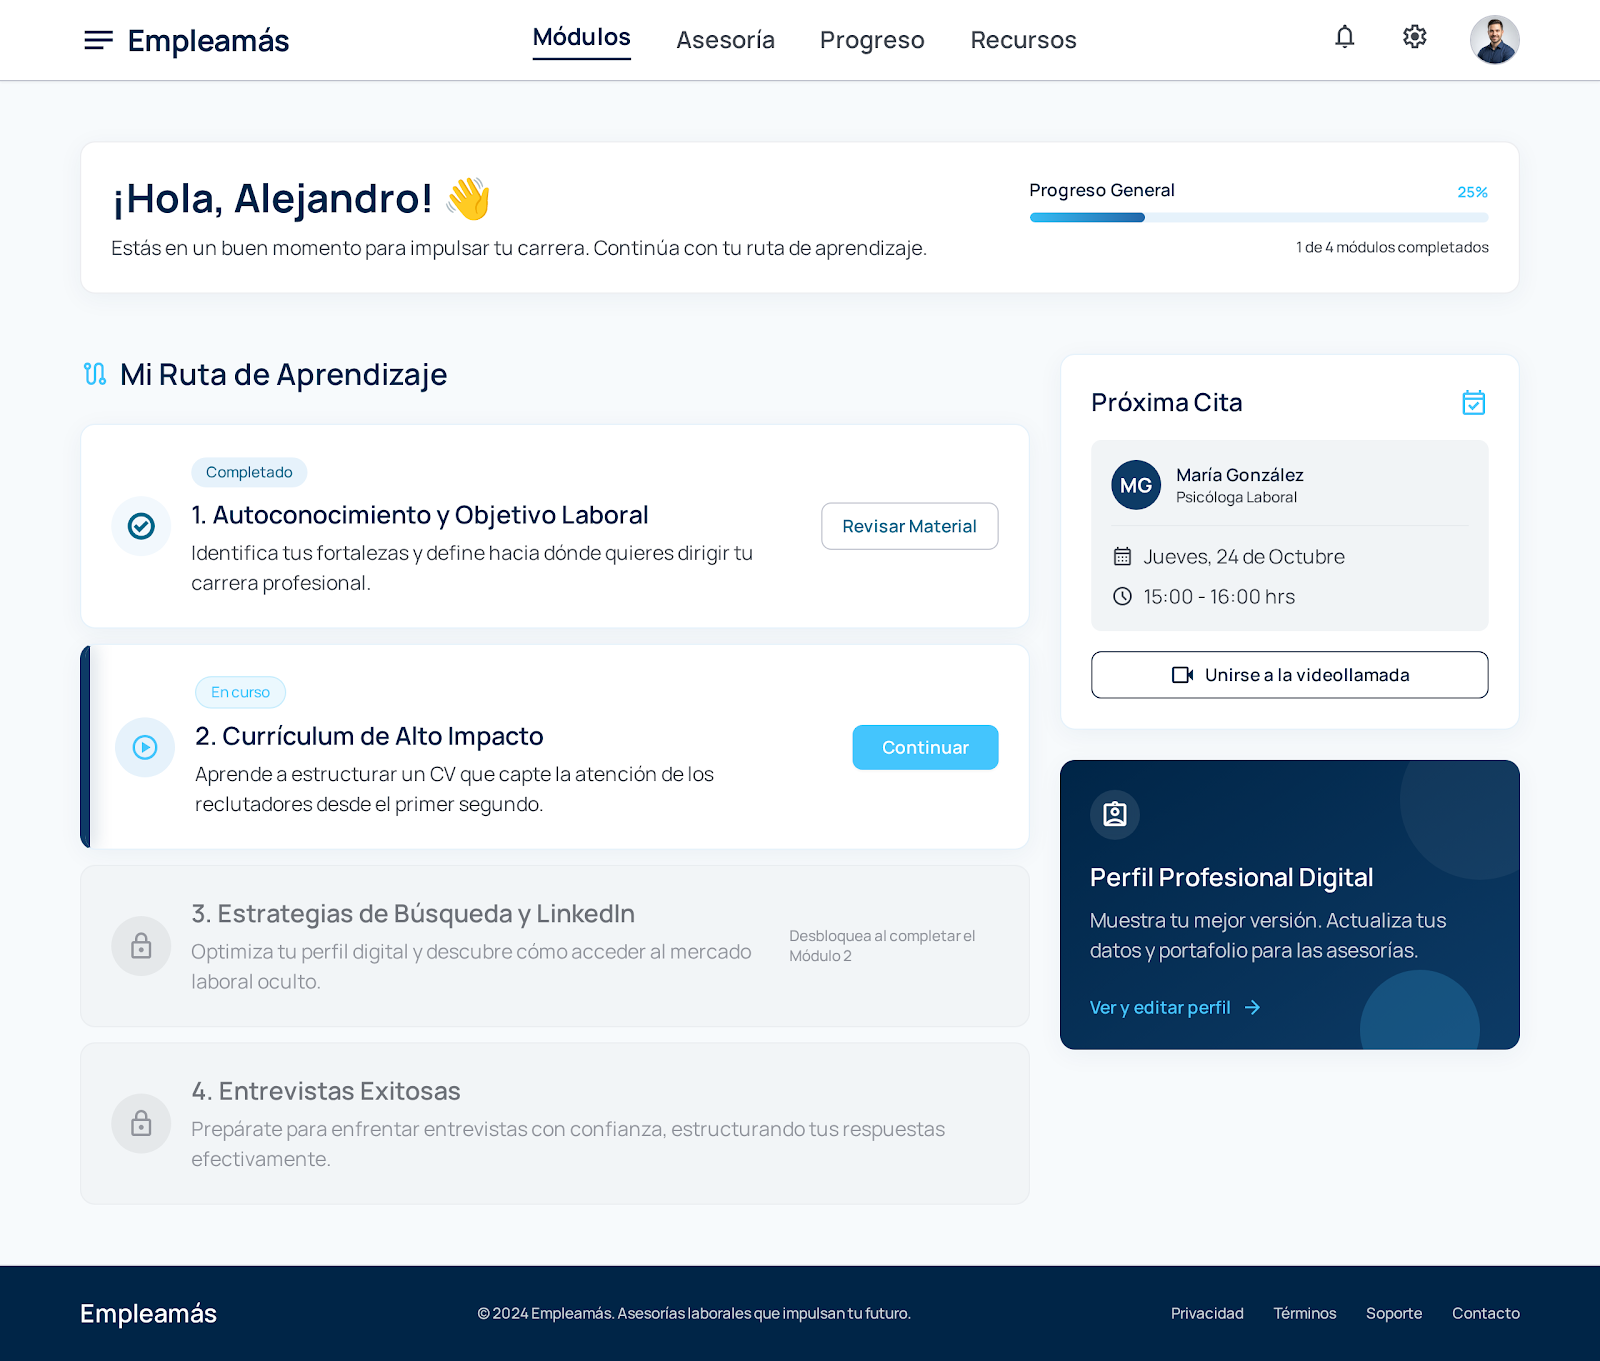 Empleamás
Módulos
Asesoría
Progreso
Recursos
¡Hola, Alejandro! 👋
Estás en un buen momento para impulsar tu carrera. Continúa con tu ruta de aprendizaje.
Progreso General
25%
1 de 4 módulos completados
Mi Ruta de Aprendizaje
Completado
1. Autoconocimiento y Objetivo Laboral
Identifica tus fortalezas y define hacia dónde quieres dirigir tu
carrera profesional.
Revisar Material
En curso
2. Currículum de Alto Impacto
Aprende a estructurar un CV que capte la atención de los
reclutadores desde el primer segundo.
Continuar
3. Estrategias de Búsqueda y LinkedIn
Optimiza tu perfil digital y descubre cómo acceder al mercado
laboral oculto.
Desbloquea al completar el
Módulo 2
4. Entrevistas Exitosas
Prepárate para enfrentar entrevistas con confianza, estructurando tus respuestas
efectivamente.
Próxima Cita
MG
María González
Psicóloga Laboral
Jueves, 24 de Octubre
15:00 - 16:00 hrs
Unirse a la videollamada
Perfil Profesional Digital
Muestra tu mejor versión. Actualiza tus
datos y portafolio para las asesorías.
Ver y editar perfil
Empleamás
© 2024 Empleamás. Asesorías laborales que impulsan tu futuro.
Privacidad
Términos
Soporte
Contacto